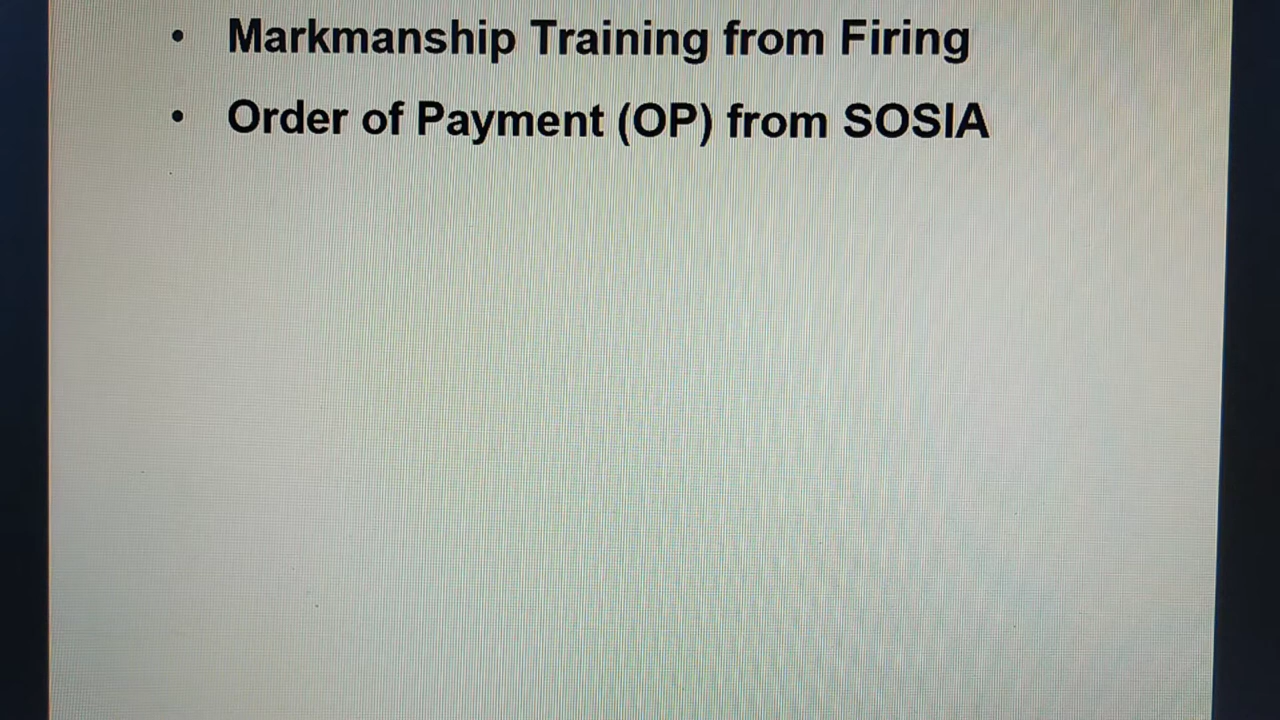 • Markmanship Training from Firing
• Order of Payment (OP) from SOSIA